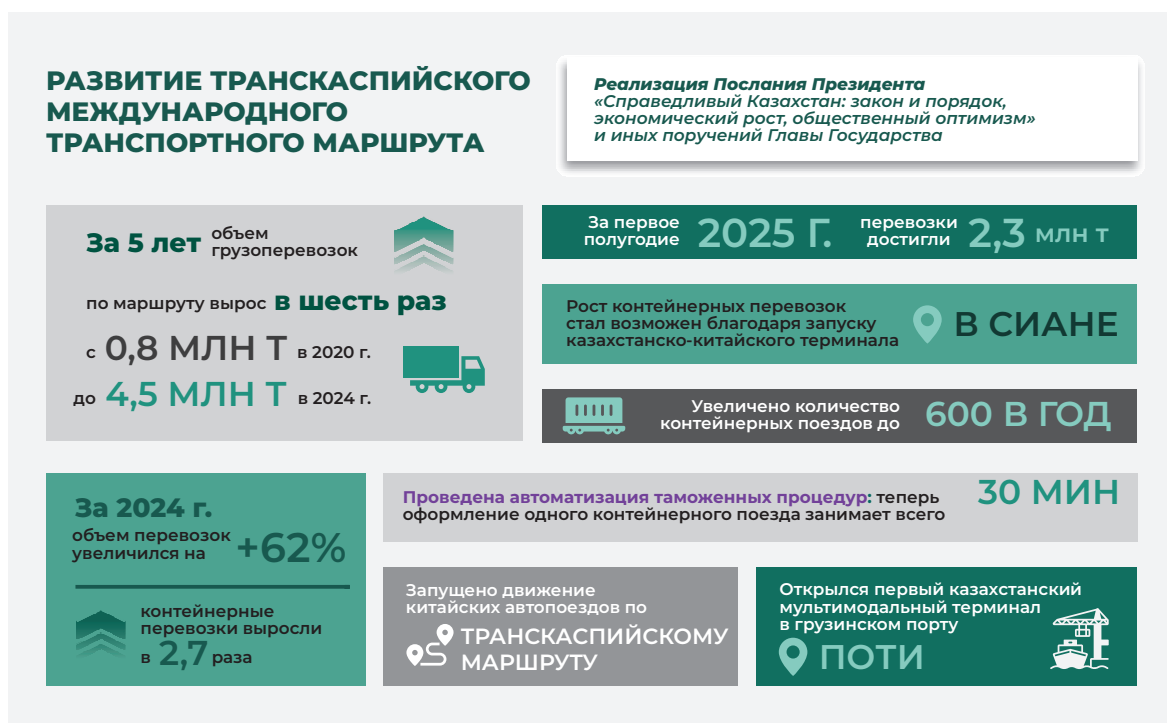 РАЗВИТИЕ ТРАНСКАСПИЙСКОГО
МЕЖДУНАРОДНОГО
ТРАНСПОРТНОГО МАРШРУТА
Реализация Послания Президента
«Справедливый Казахстан: закон и порядок,
экономический рост, общественный оптимизм»
и иных поручений Главы Государства
За 5 лет объем
грузоперевозок
по маршруту вырос в шесть раз
с 0,8 МЛН Т в 2020 г.
до 4,5 МЛН Т в 2024 г.
За первое
полугодие 2025 Г. перевозки
достигли 2,3 МЛН Т
Рост контейнерных перевозок
стал возможен благодаря запуску
казахстанско-китайского терминала
В СИАНЕ
Увеличено количество
контейнерных поездов до 600 В ГОД
За 2024 г.
объем перевозок
увеличился на +62%
контейнерные
перевозки выросли
в 2,7 раза
Проведена автоматизация таможенных процедур: теперь
оформление одного контейнерного поезда занимает всего
30 МИН
Запущено движение
китайских автопоездов по
ТРАНСКАСПИЙСКОМУ
МАРШРУТУ
Открылся первый казахстанский
мультимодальный терминал
в грузинском порту
ПОТИ